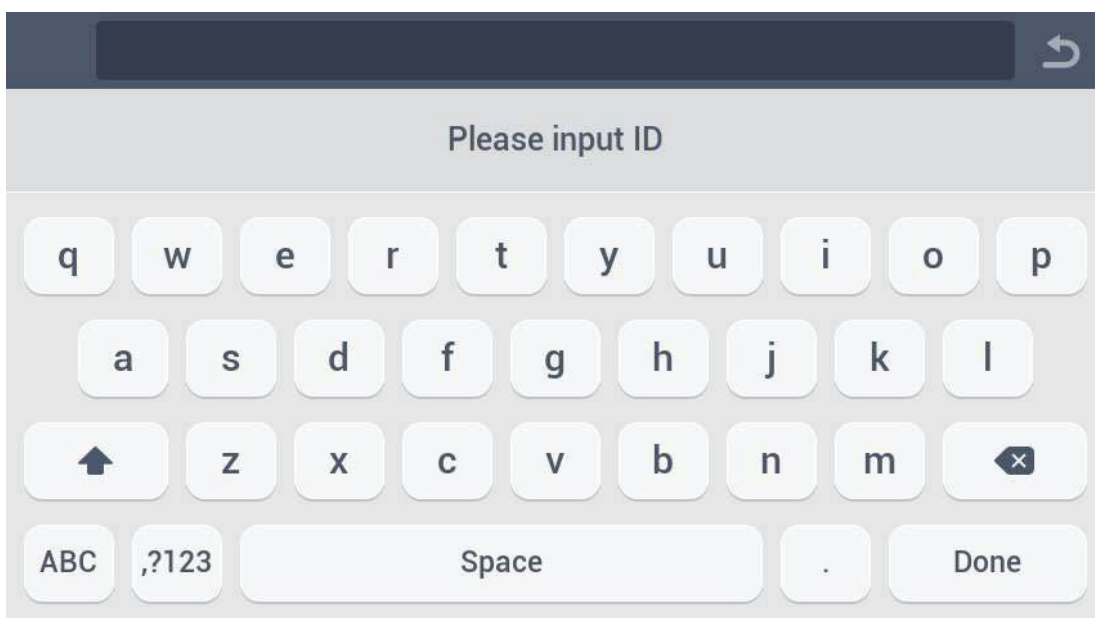 Please input ID
q w e r t y u i o p
a s d f g h j k l
z x c v b n m
ABC ,?123 Space . Done